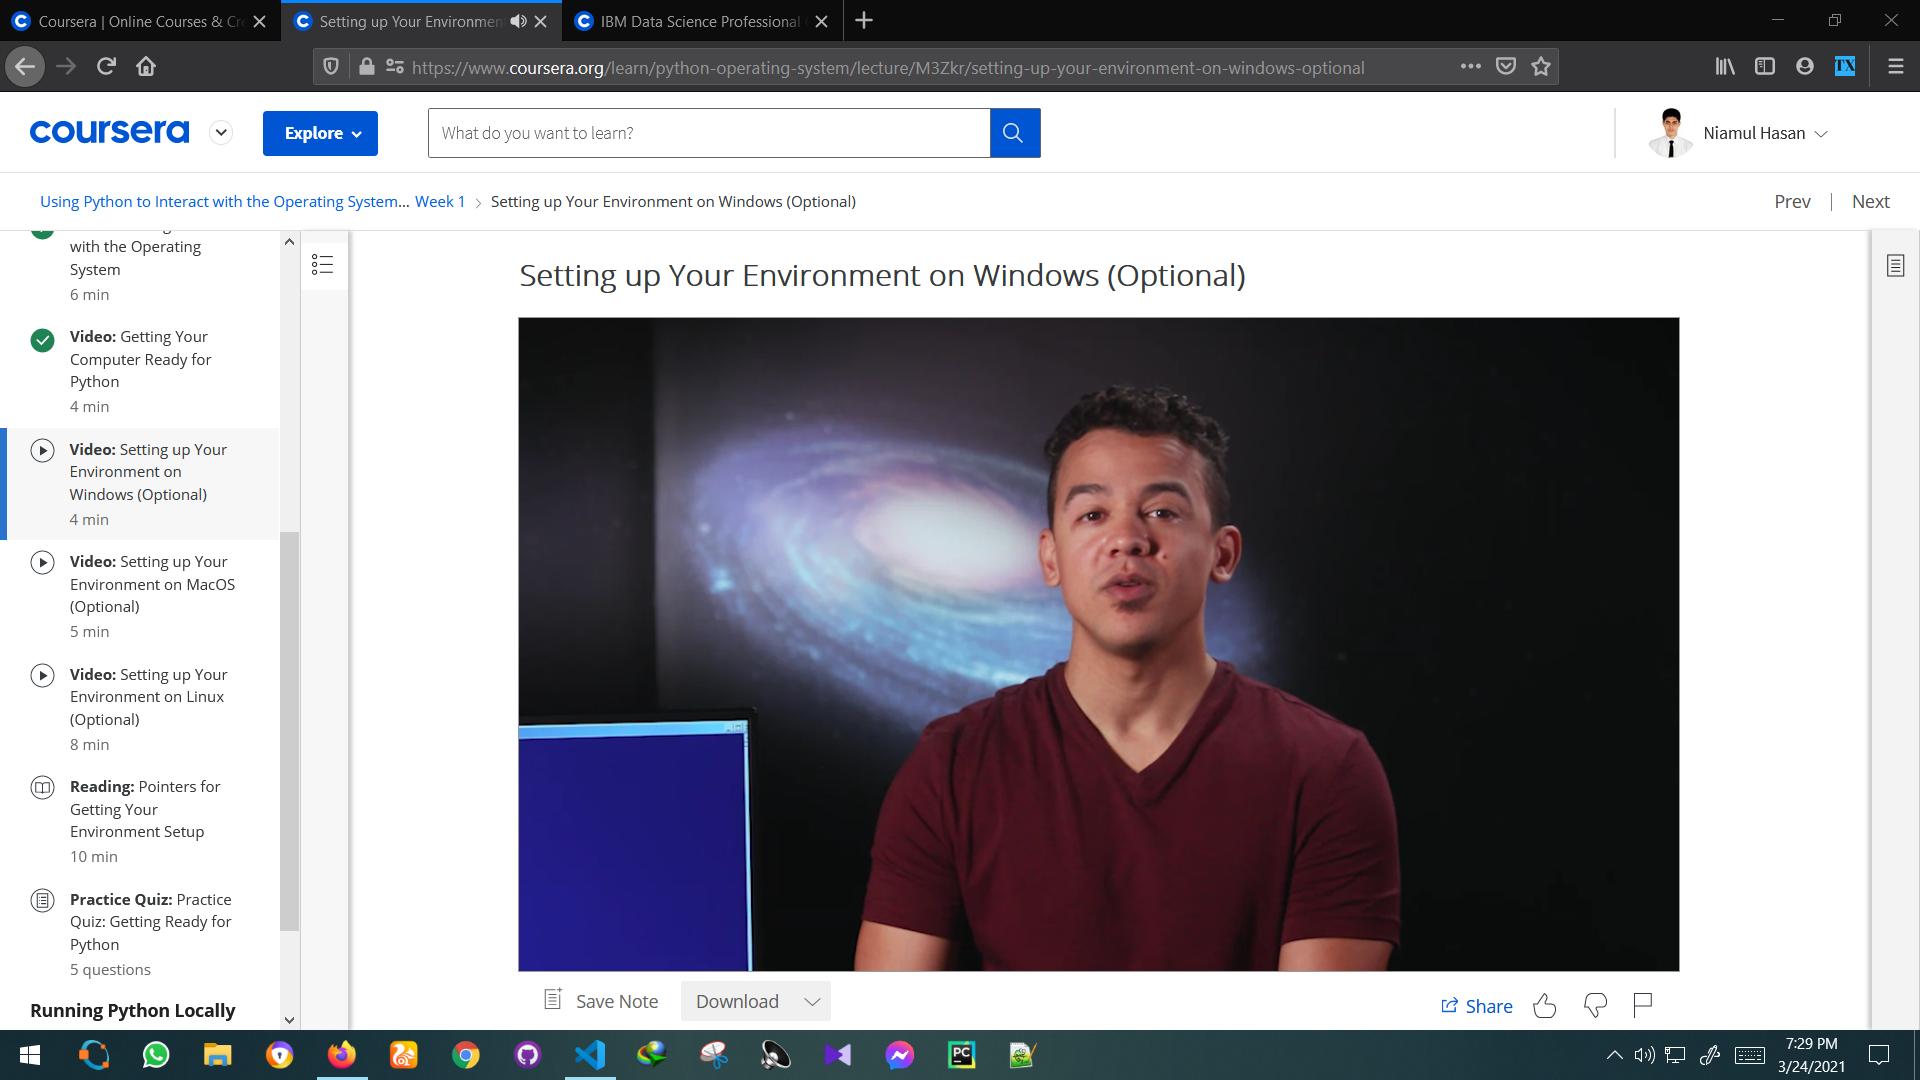 Coursera | Online Courses & Cr
Setting up Your Environmen
IBM Data Science Professional
https://www.coursera.org/learn/python-operating-system/lecture/M3Zkr/setting-up-your-environment-on-windows-optional
TX
coursera
Explore
What do you want to learn?
Niamul Hasan
Using Python to Interact with the Operating System... Week 1 > Setting up Your Environment on Windows (Optional)
Prev | Next
with the Operating
System
6 min
Video: Getting Your
Computer Ready for
Python
4 min
Video: Setting up Your
Environment on
Windows (Optional)
4 min
Video: Setting up Your
Environment on MacOS
(Optional)
5 min
Video: Setting up Your
Environment on Linux
(Optional)
8 min
Reading: Pointers for
Getting Your
Environment Setup
10 min
Practice Quiz: Practice
Quiz: Getting Ready for
Python
5 questions
Running Python Locally
Setting up Your Environment on Windows (Optional)
Save Note
Download
Share
PC
7:29 PM
3/24/2021